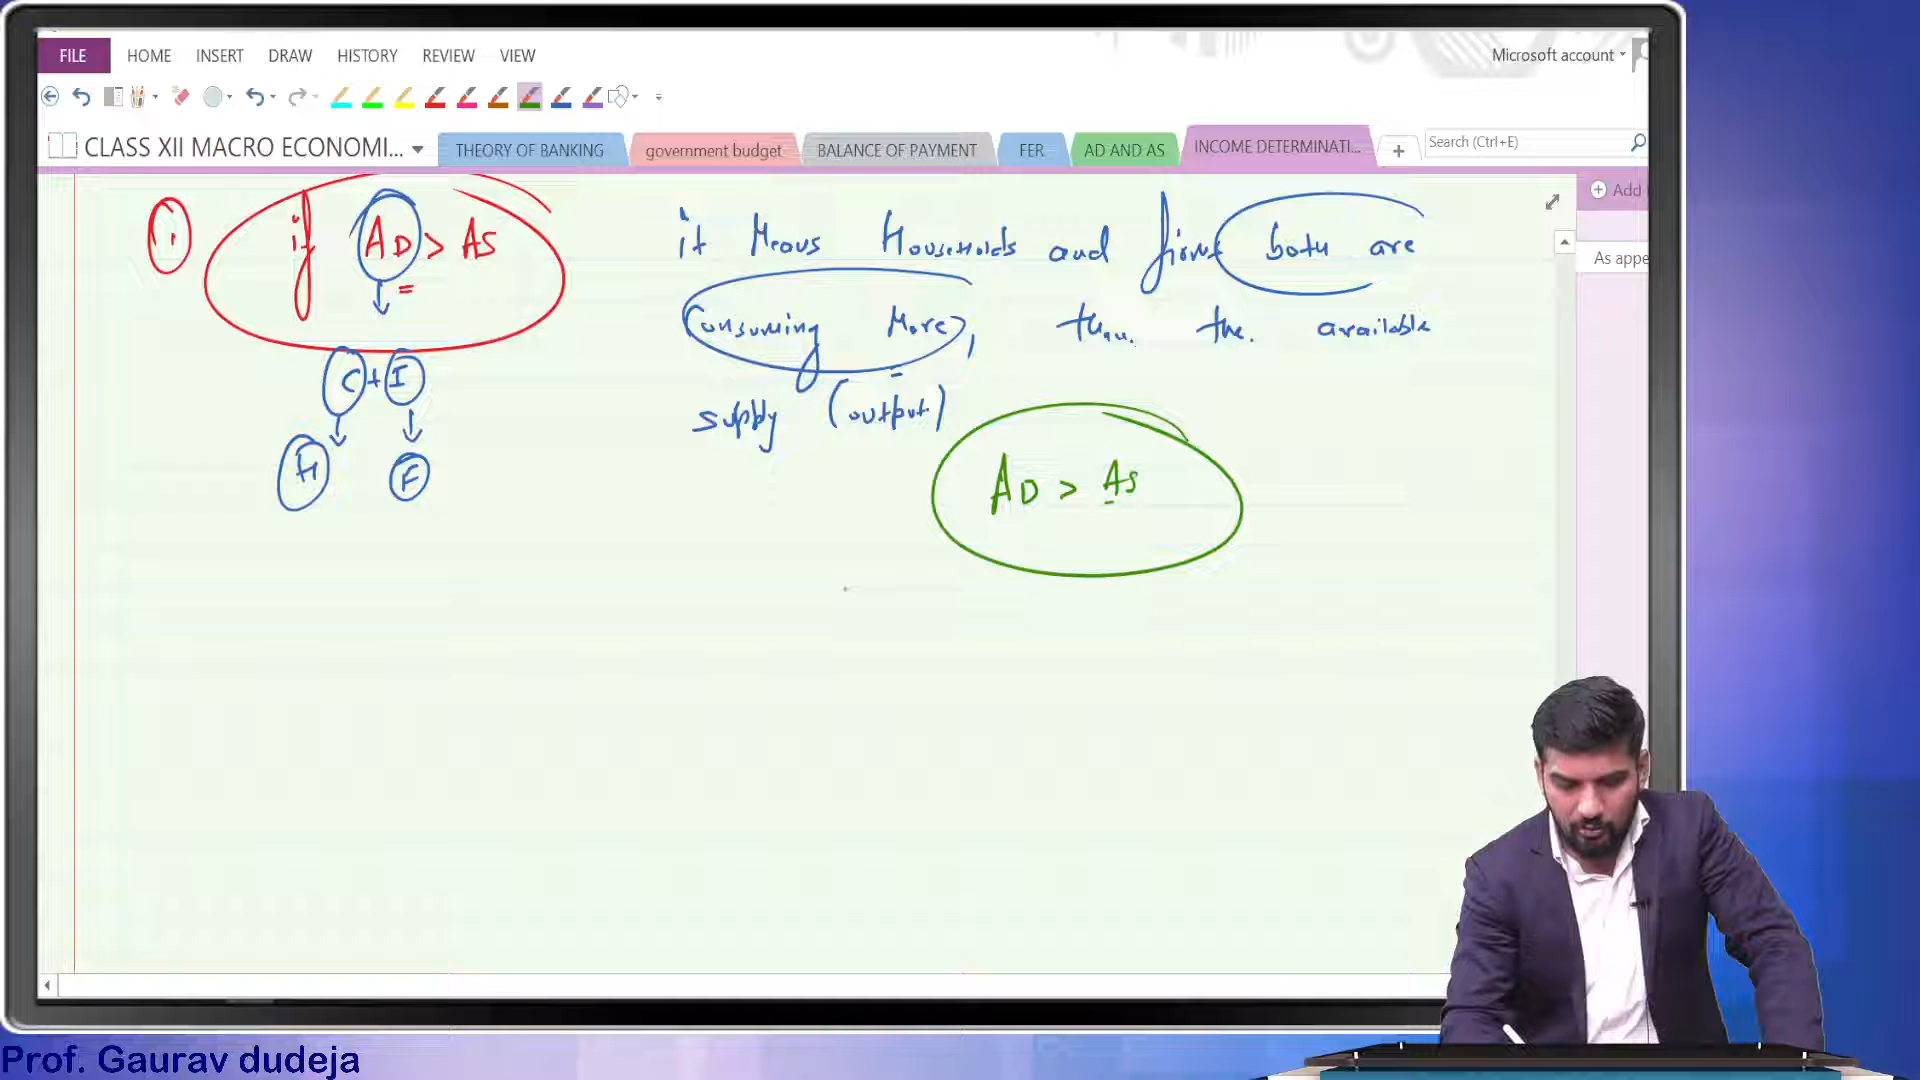 FILE HOME INSERT DRAW HISTORY REVIEW VIEW Microsoft account
CLASS XII MACRO ECONOMI... THEORY OF BANKING government budget BALANCE OF PAYMENT FER AD AND AS INCOME DETERMINATI... + Search (Ctrl+E)
Add
As appe
1. if AD > AS
=
C + I
H F
it Means Households and firms both are
Consuming More, than the available
supply (output)
AD > AS
Prof. Gaurav dudeja